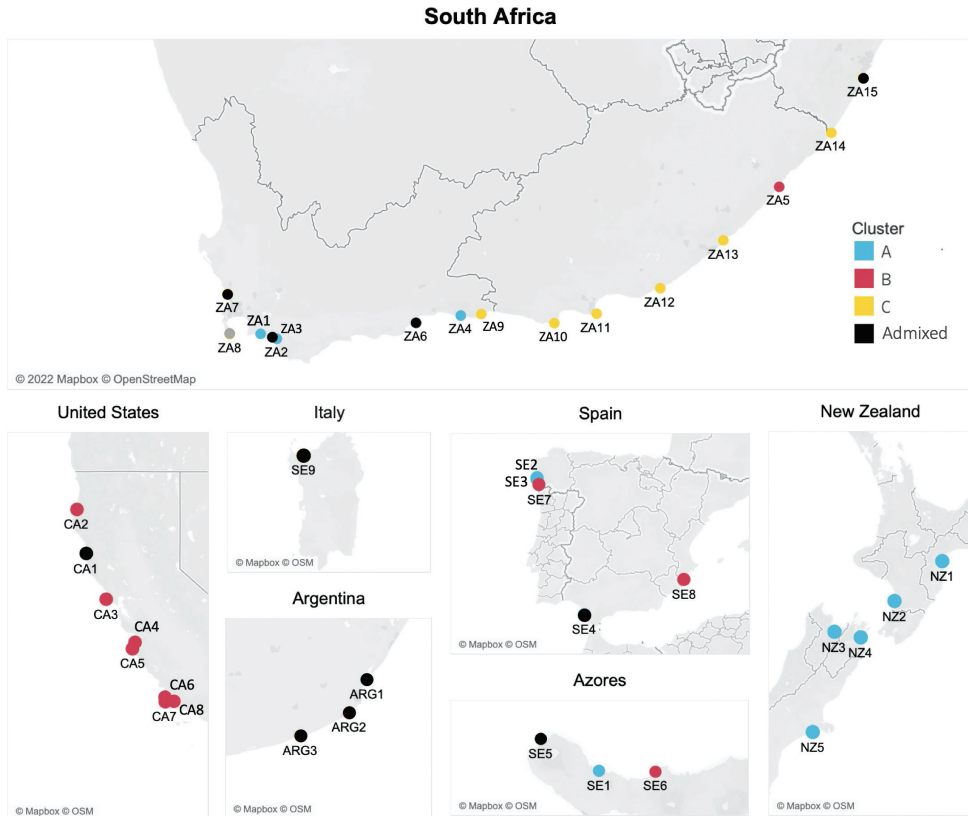 South Africa
ZA15
ZA14
ZA5
Cluster
A
B
C
Admixed
ZA13
ZA12
ZA7
ZA1
ZA3
ZA8
ZA2
ZA6
ZA4
ZA9
ZA10
ZA11
© 2022 Mapbox © OpenStreetMap
United States
CA2
CA1
CA3
CA4
CA5
CA6
CA7
CA8
© Mapbox © OSM
Italy
SE9
© Mapbox © OSM
Argentina
ARG1
ARG2
ARG3
© Mapbox © OSM
Spain
SE2
SE3
SE7
SE8
SE4
© Mapbox © OSM
Azores
SE5
SE1
SE6
© Mapbox © OSM
New Zealand
NZ1
NZ2
NZ3
NZ4
NZ5
© Mapbox © OSM